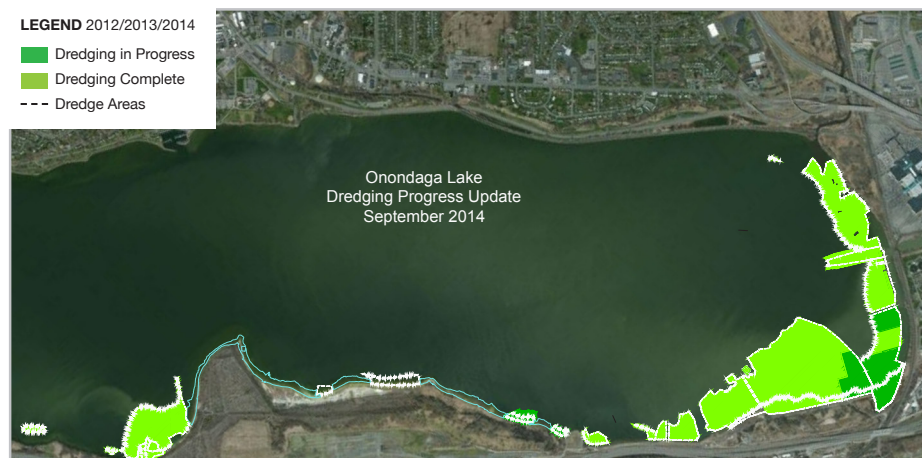 LEGEND 2012/2013/2014
Dredging in Progress
Dredging Complete
Dredge Areas
Onondaga Lake
Dredging Progress Update
September 2014